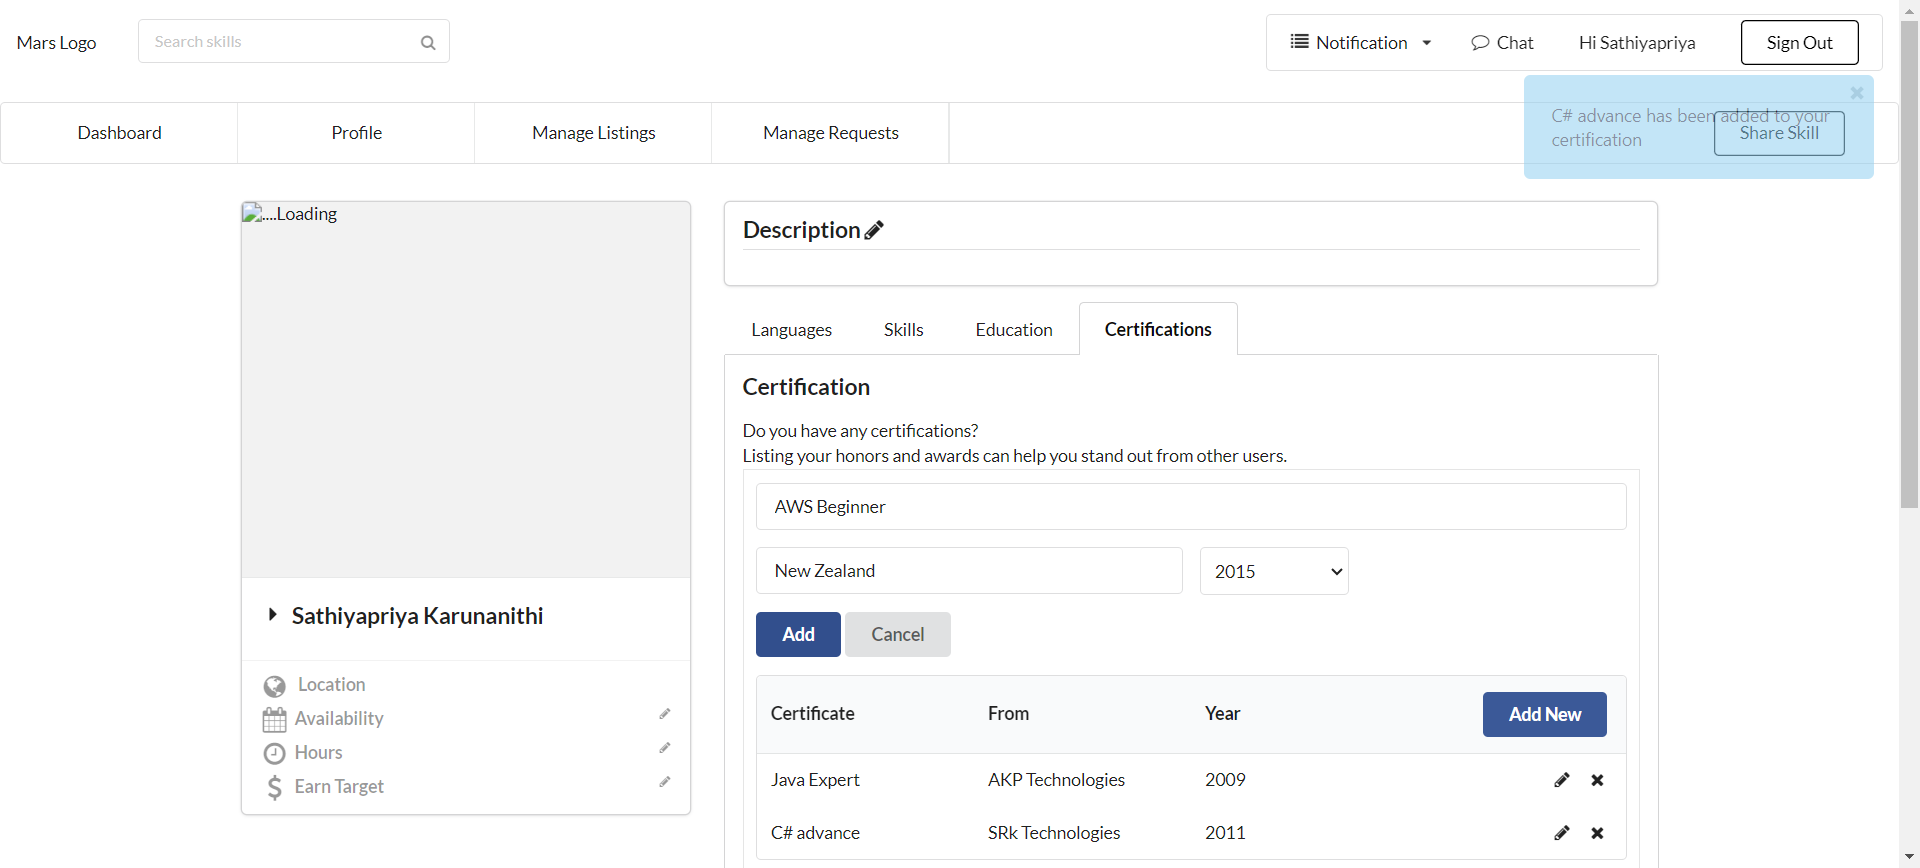 Mars Logo
Search skills
Notification
Chat
Hi Sathiyapriya
Sign Out
C# advance has been added to your
certification
Dashboard
Profile
Manage Listings
Manage Requests
Share Skill
....Loading
Sathiyapriya Karunanithi
Location
Availability
Hours
Earn Target
Description
Languages
Skills
Education
Certifications
Certification
Do you have any certifications?
Listing your honors and awards can help you stand out from other users.
AWS Beginner
New Zealand
2015
Add
Cancel
Certificate From Year Add New
Java Expert AKP Technologies 2009
C# advance SRk Technologies 2011